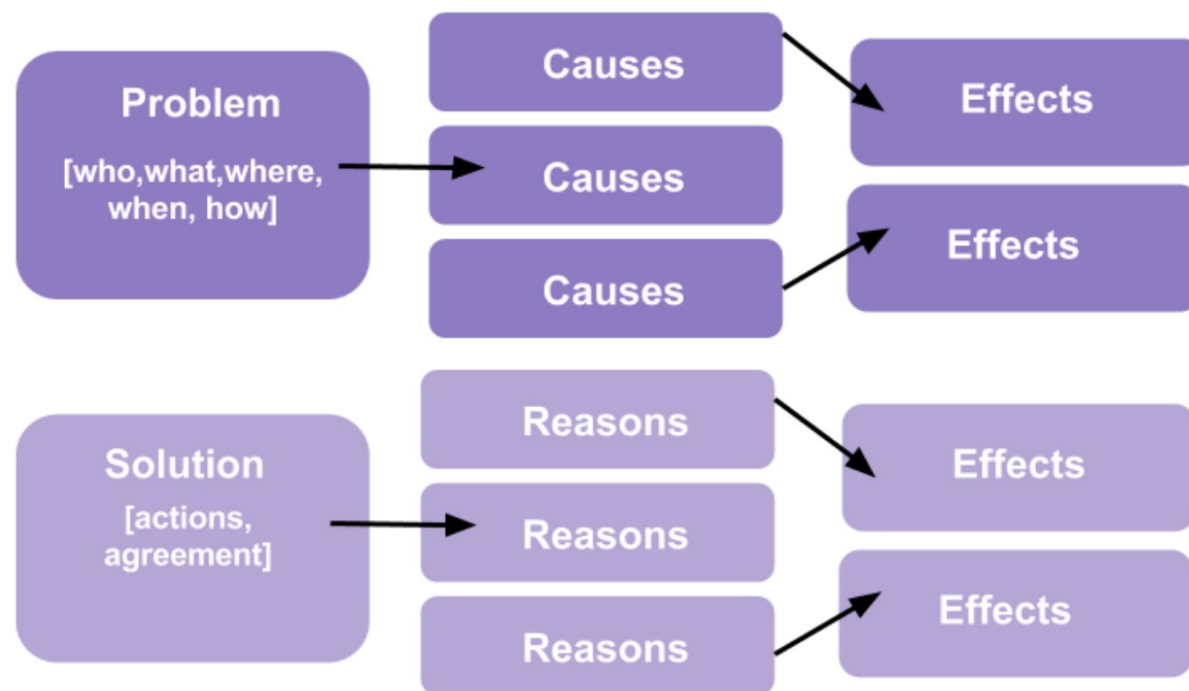 Problem
[who,what,where,
when, how]
Causes
Causes
Causes
Effects
Effects
Solution
[actions,
agreement]
Reasons
Reasons
Reasons
Effects
Effects